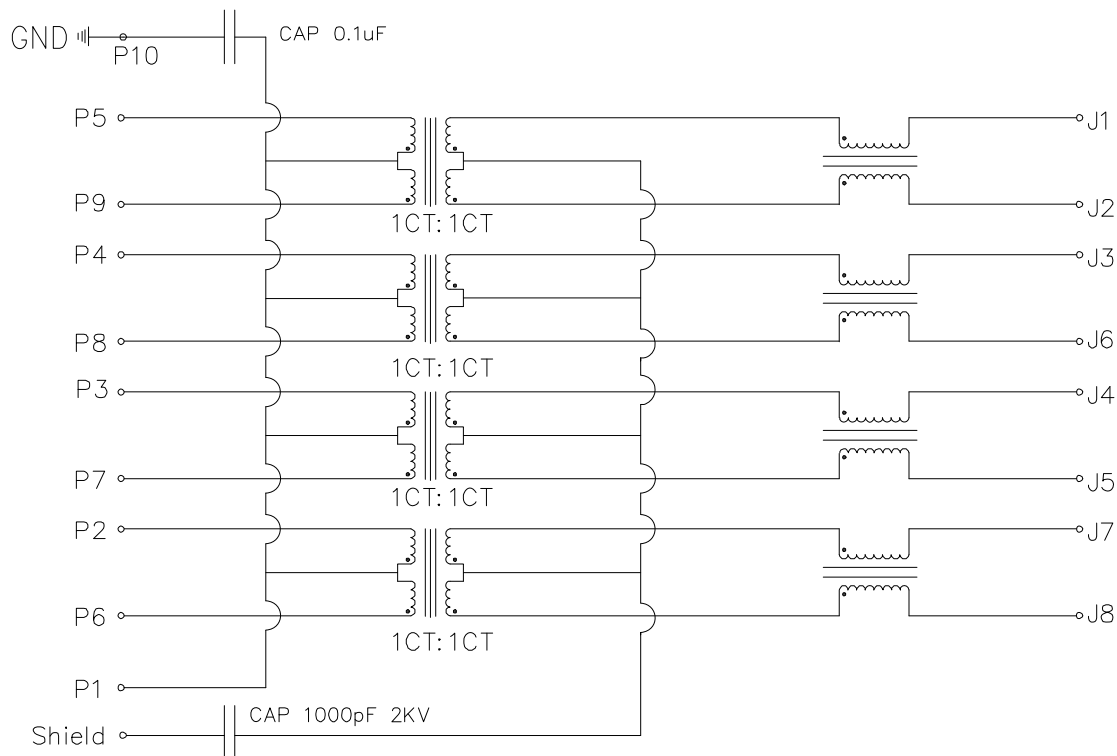 GND
P10
CAP 0.1uF
P5
J1
P9
J2
1CT:1CT
P4
J3
P8
J6
1CT:1CT
P3
J4
P7
J5
1CT:1CT
P2
J7
P6
J8
1CT:1CT
P1
CAP 1000pF 2KV
Shield